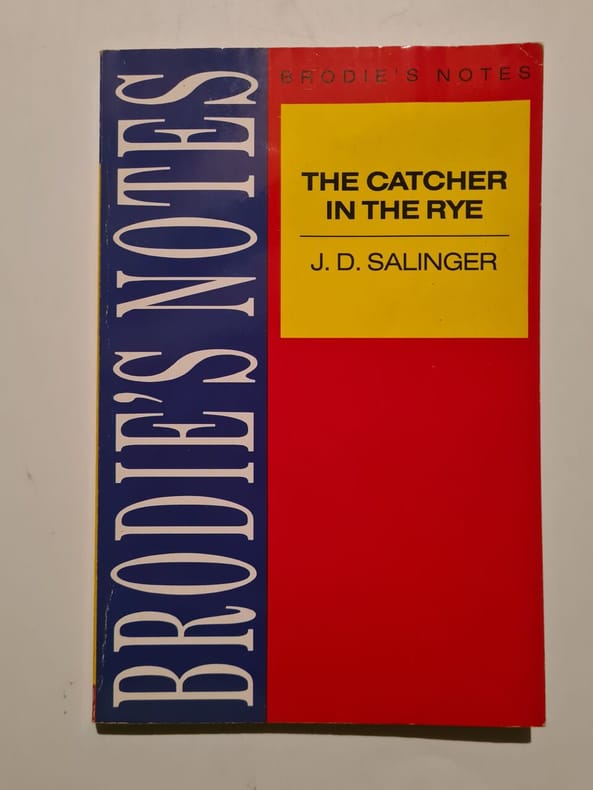 BRODIE'S NOTES
BRODIE'S NOTES
THE CATCHER
IN THE RYE
J. D. SALINGER